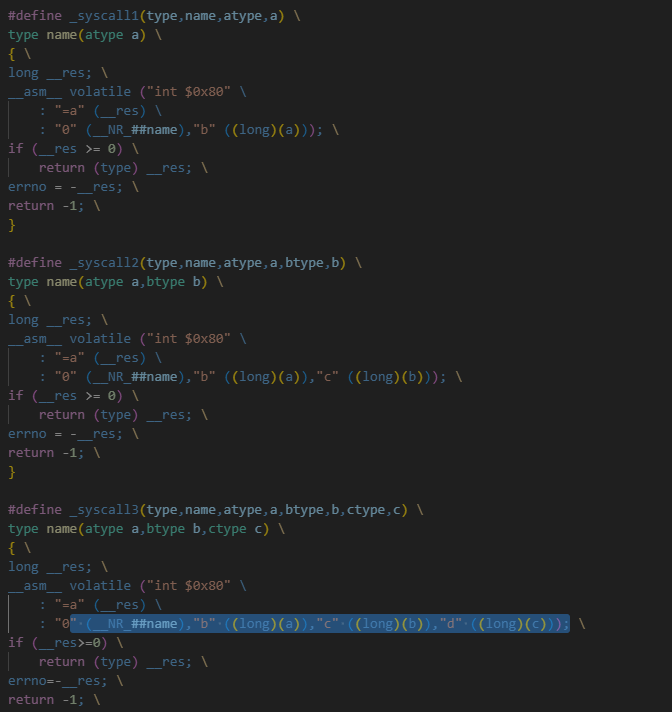 #define _syscall1(type,name,atype,a) \
type name(atype a) \
{ \
long __res; \
__asm__ volatile ("int $0x80" \
    : "=a" (__res) \
    : "0" (__NR_##name),"b" ((long)(a))); \
if (__res >= 0) \
    return (type) __res; \
errno = -__res; \
return -1; \
}

#define _syscall2(type,name,atype,a,btype,b) \
type name(atype a,btype b) \
{ \
long __res; \
__asm__ volatile ("int $0x80" \
    : "=a" (__res) \
    : "0" (__NR_##name),"b" ((long)(a)),"c" ((long)(b))); \
if (__res >= 0) \
    return (type) __res; \
errno = -__res; \
return -1; \
}

#define _syscall3(type,name,atype,a,btype,b,ctype,c) \
type name(atype a,btype b,ctype c) \
{ \
long __res; \
__asm__ volatile ("int $0x80" \
    : "=a" (__res) \
    : "0" (__NR_##name),"b" ((long)(a)),"c" ((long)(b)),"d" ((long)(c))); \
if (__res>=0) \
    return (type) __res; \
errno=-__res; \
return -1; \